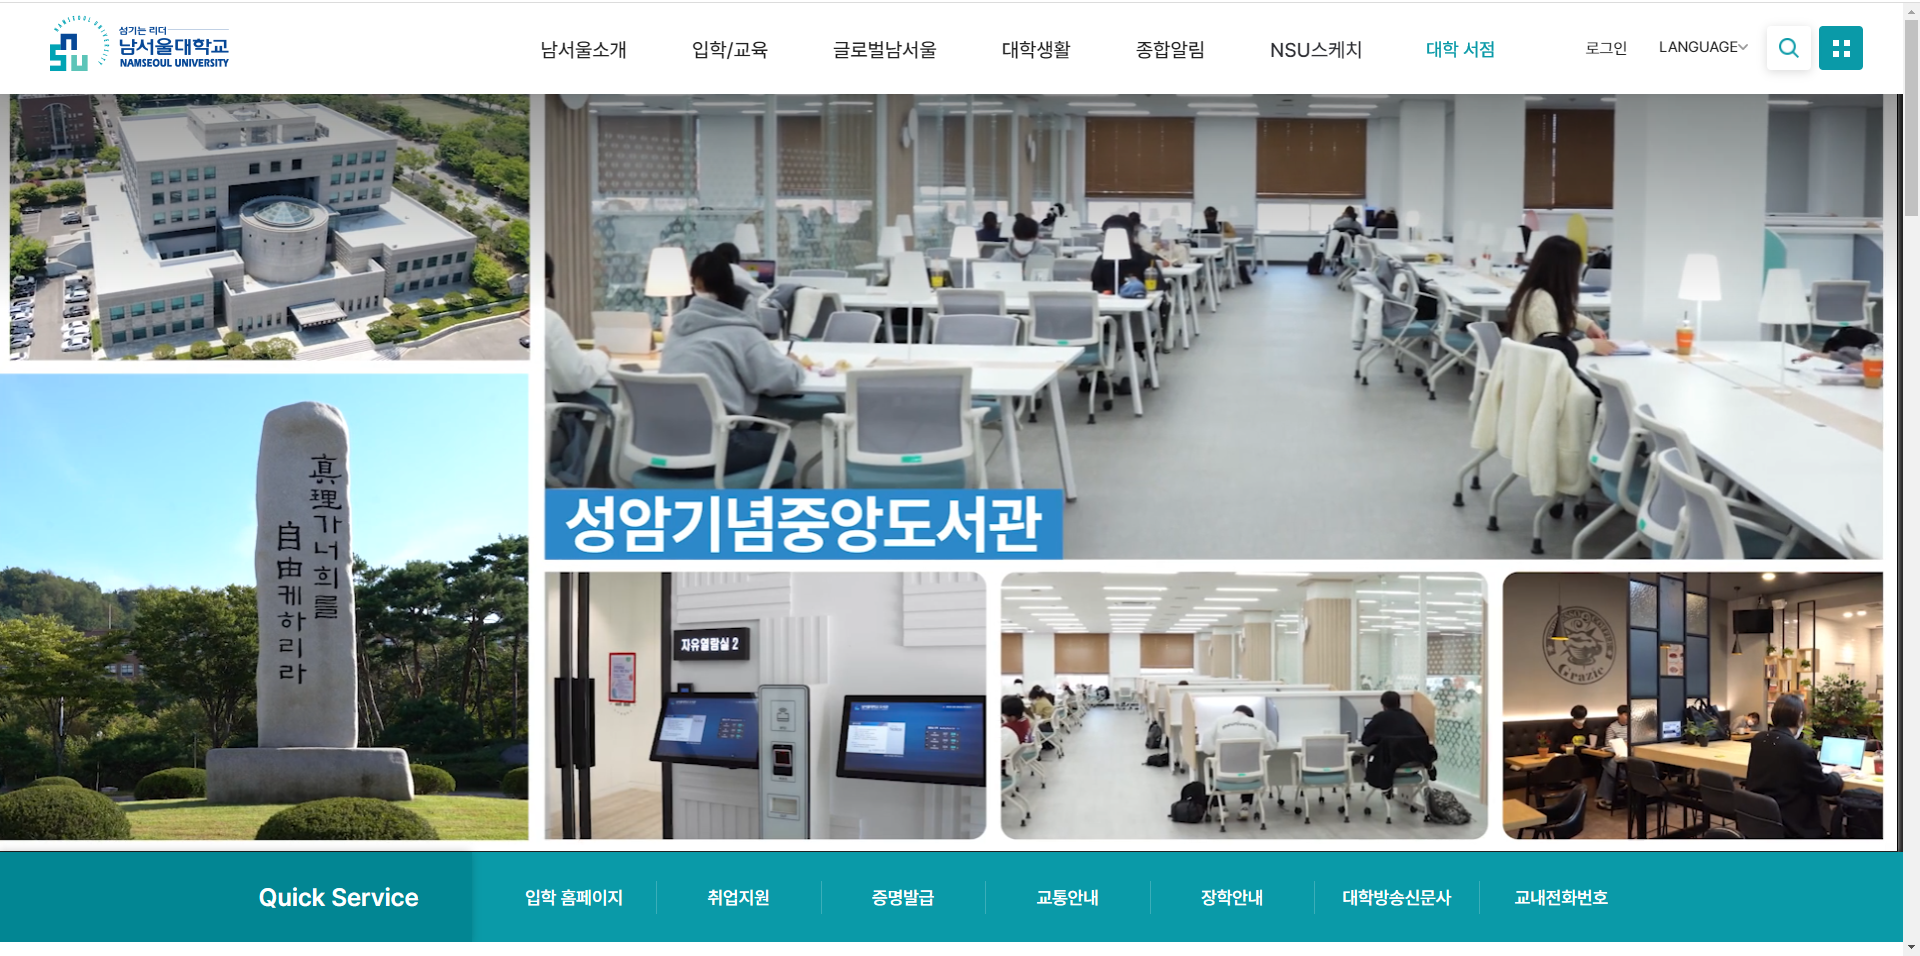 섬기는 리더
남서울대학교
NAMSEOUL UNIVERSITY
남서울소개
입학/교육
글로벌남서울
대학생활
종합알림
NSU스케치
대학 서점
로그인
LANGUAGE
성암기념중앙도서관
眞理가너희를
自由케하리라
자유열람실 2
Grazie
Quick Service
입학 홈페이지
취업지원
증명발급
교통안내
장학안내
대학방송신문사
교내전화번호